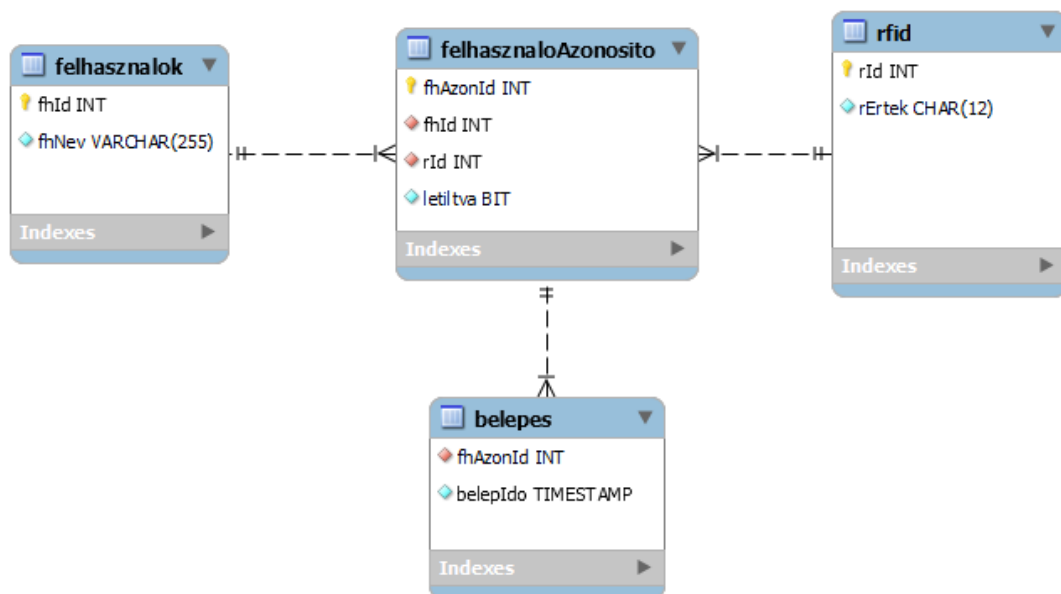 felhasznalok
fhId INT
fhNev VARCHAR(255)
Indexes
felhasznaloAzonosito
fhAzonId INT
fhId INT
rId INT
letiltva BIT
Indexes
rfid
rId INT
rErtek CHAR(12)
Indexes
belepes
fhAzonId INT
belepIdo TIMESTAMP
Indexes